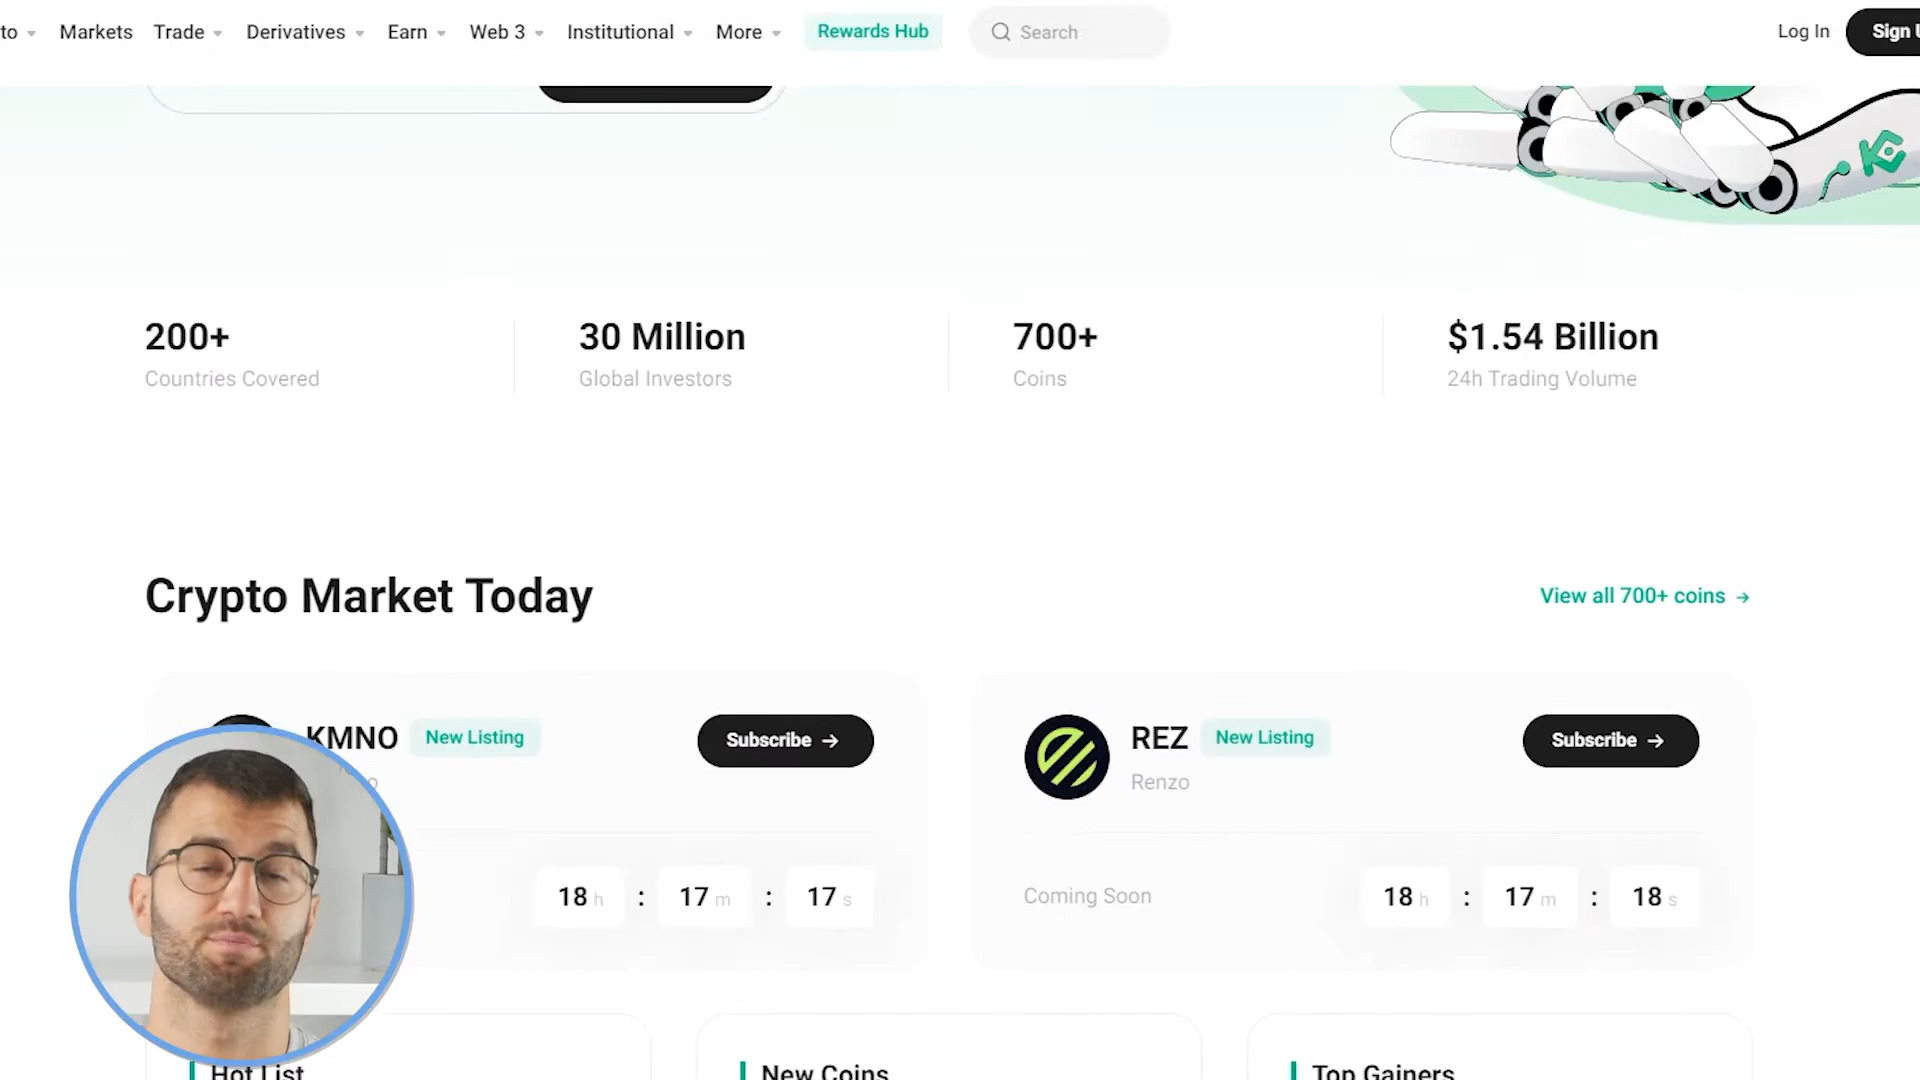 to Markets Trade Derivatives Earn Web 3 Institutional More Rewards Hub Search Log In Sign
200+ 30 Million 700+ $1.54 Billion
Countries Covered Global Investors Coins 24h Trading Volume
Crypto Market Today View all 700+ coins →
KMNO New Listing Subscribe → REZ New Listing Subscribe →
Renzo
18 h : 17 m : 17 s Coming Soon 18 h : 17 m : 18 s
Hot List New Coins Top Gainers